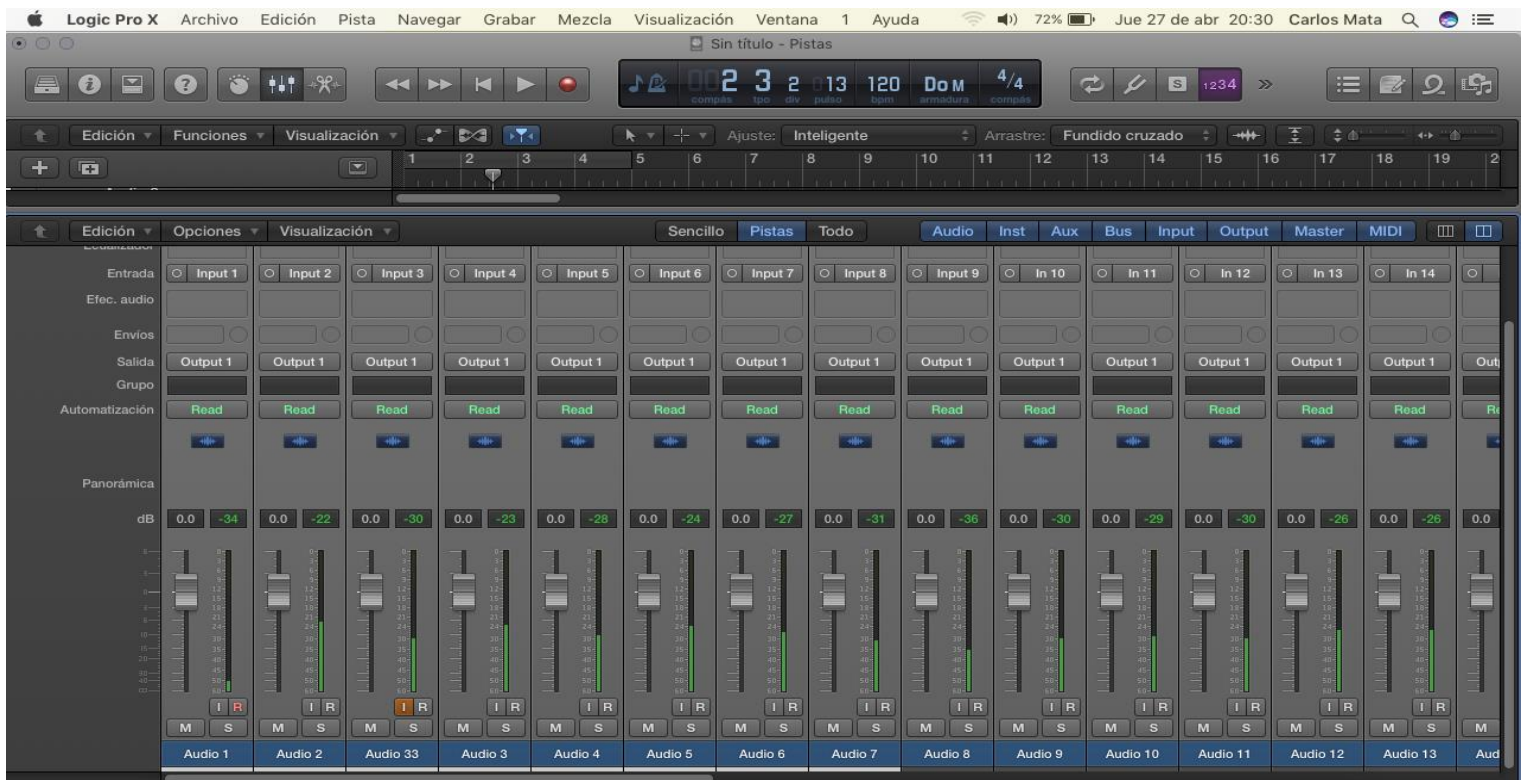 Logic Pro X Archivo Edición Pista Navegar Grabar Mezcla Visualización Ventana 1 Ayuda 72% Jue 27 de abr 20:30 Carlos Mata
Sin título - Pistas
002 3 2 013 120 Do M 4/4 S 1234 »
compás tpo div pulso bpm armadura compás
Edición Funciones Visualización Ajuste: Inteligente Arrastre: Fundido cruzado
1 2 3 4 5 6 7 8 9 10 11 12 13 14 15 16 17 18 19 2
Edición Opciones Visualización Sencillo Pistas Todo Audio Inst Aux Bus Input Output Master MIDI
Ecualizador
Entrada Input 1 Input 2 Input 3 Input 4 Input 5 Input 6 Input 7 Input 8 Input 9 In 10 In 11 In 12 In 13 In 14
Efec. audio
Envíos
Salida Output 1 Output 1 Output 1 Output 1 Output 1 Output 1 Output 1 Output 1 Output 1 Output 1 Output 1 Output 1 Output 1 Output 1 Out
Grupo
Automatización Read Read Read Read Read Read Read Read Read Read Read Read Read Read Re
Panorámica
dB 0.0 -34 0.0 -22 0.0 -30 0.0 -23 0.0 -28 0.0 -24 0.0 -27 0.0 -31 0.0 -36 0.0 -30 0.0 -29 0.0 -30 0.0 -26 0.0 -26 0.0
I R I R I R I R I R I R I R I R I R I R I R I R I R I R
M S M S M S M S M S M S M S M S M S M S M S M S M S M S M
Audio 1 Audio 2 Audio 33 Audio 3 Audio 4 Audio 5 Audio 6 Audio 7 Audio 8 Audio 9 Audio 10 Audio 11 Audio 12 Audio 13 Aud